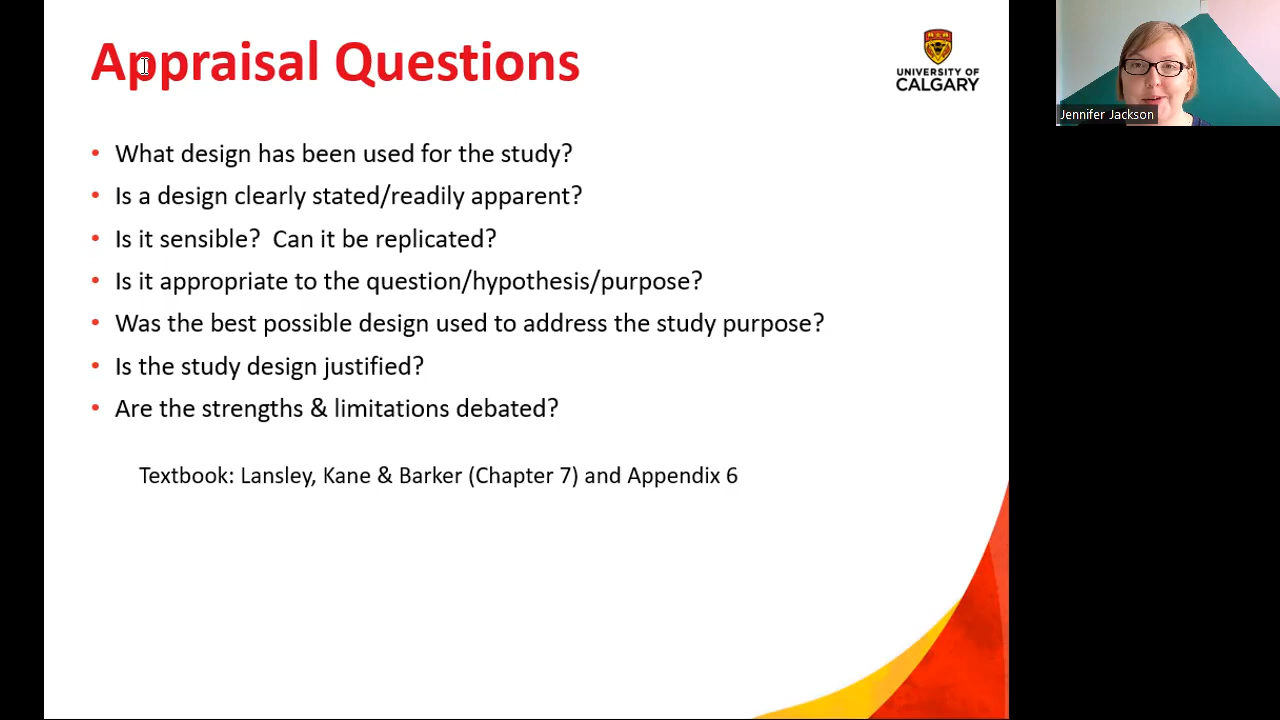 Appraisal Questions
UNIVERSITY OF
CALGARY
Jennifer Jackson
• What design has been used for the study?
• Is a design clearly stated/readily apparent?
• Is it sensible?  Can it be replicated?
• Is it appropriate to the question/hypothesis/purpose?
• Was the best possible design used to address the study purpose?
• Is the study design justified?
• Are the strengths & limitations debated?
Textbook: Lansley, Kane & Barker (Chapter 7) and Appendix 6